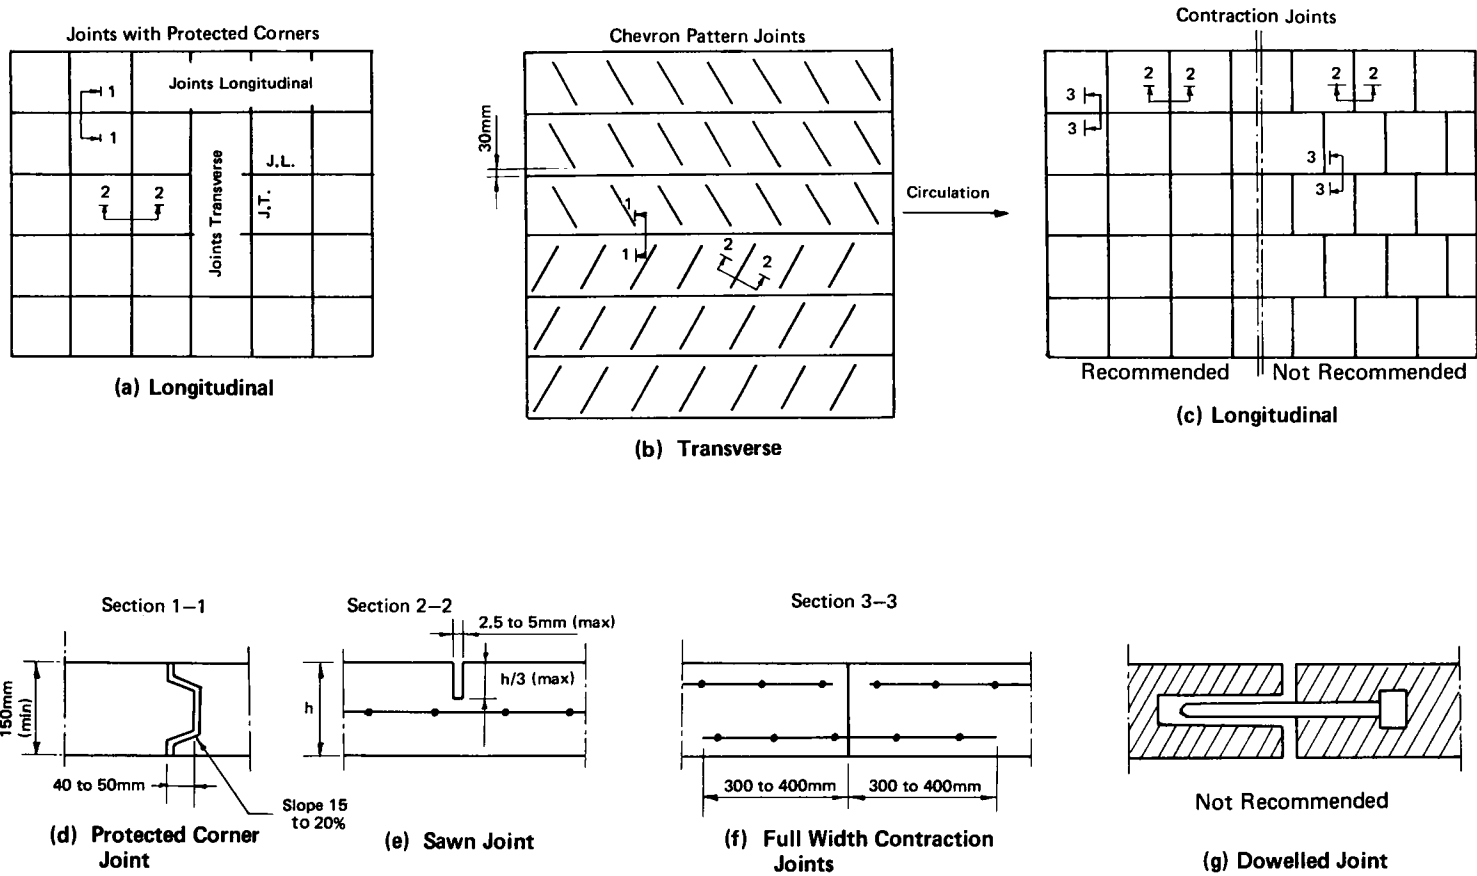 Joints with Protected Corners
Joints Longitudinal
1
1
2 2
Joints Transverse
J.L.
J.T.
(a) Longitudinal
Chevron Pattern Joints
30mm
1
1
2
2
Circulation
(b) Transverse
Contraction Joints
3
3
2 2
2 2
3
3
Recommended
Not Recommended
(c) Longitudinal
Section 1–1
150mm
(min)
40 to 50mm
Slope 15
to 20%
(d) Protected Corner
Joint
Section 2–2
2.5 to 5mm (max)
h/3 (max)
h
(e) Sawn Joint
Section 3–3
300 to 400mm
300 to 400mm
(f) Full Width Contraction
Joints
Not Recommended
(g) Dowelled Joint